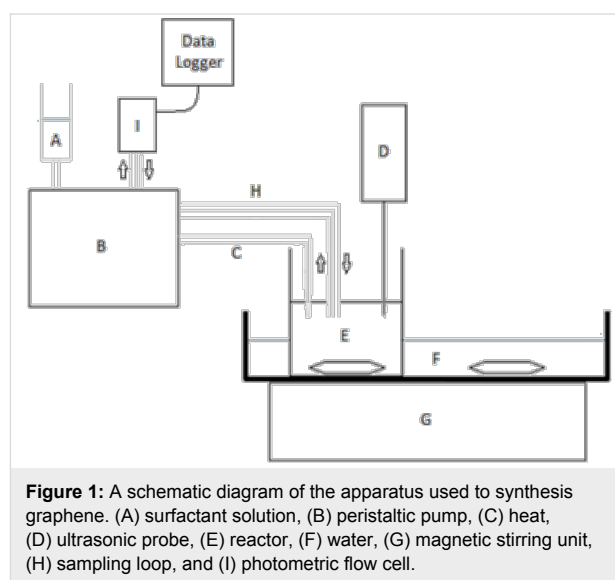 Data
Logger
I
A
D
H
B
C
E
F
G
Figure 1: A schematic diagram of the apparatus used to synthesis
graphene. (A) surfactant solution, (B) peristaltic pump, (C) heat,
(D) ultrasonic probe, (E) reactor, (F) water, (G) magnetic stirring unit,
(H) sampling loop, and (I) photometric flow cell.